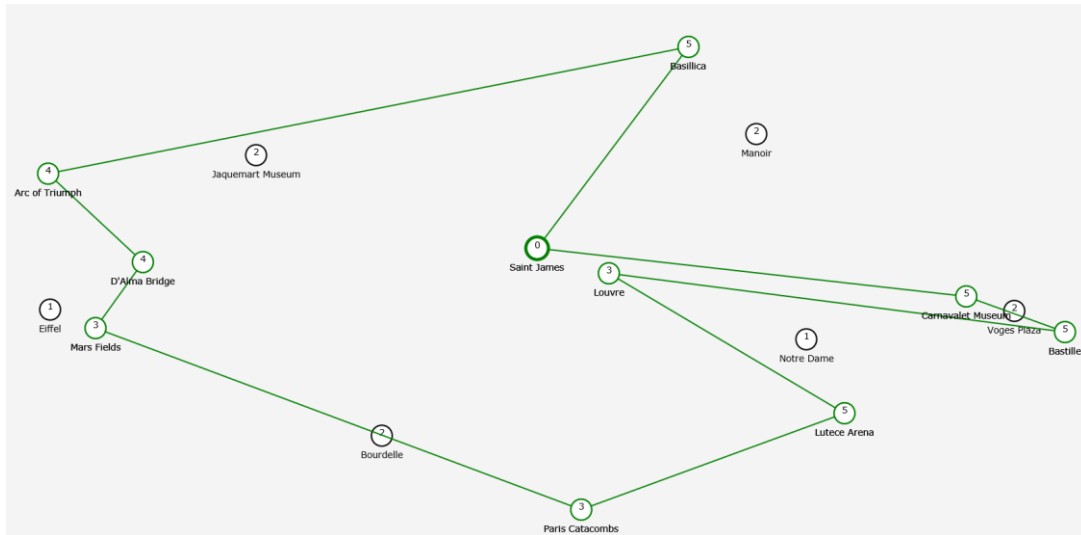 5
Basillica
2
Manoir
2
Jaquemart Museum
4
Arc of Triumph
0
Saint James
4
D'Alma Bridge
3
Louvre
5
Carnavalet Museum
1
Eiffel
2
Voges Plaza
3
Mars Fields
5
Bastille
1
Notre Dame
5
Lutece Arena
2
Bourdelle
3
Paris Catacombs